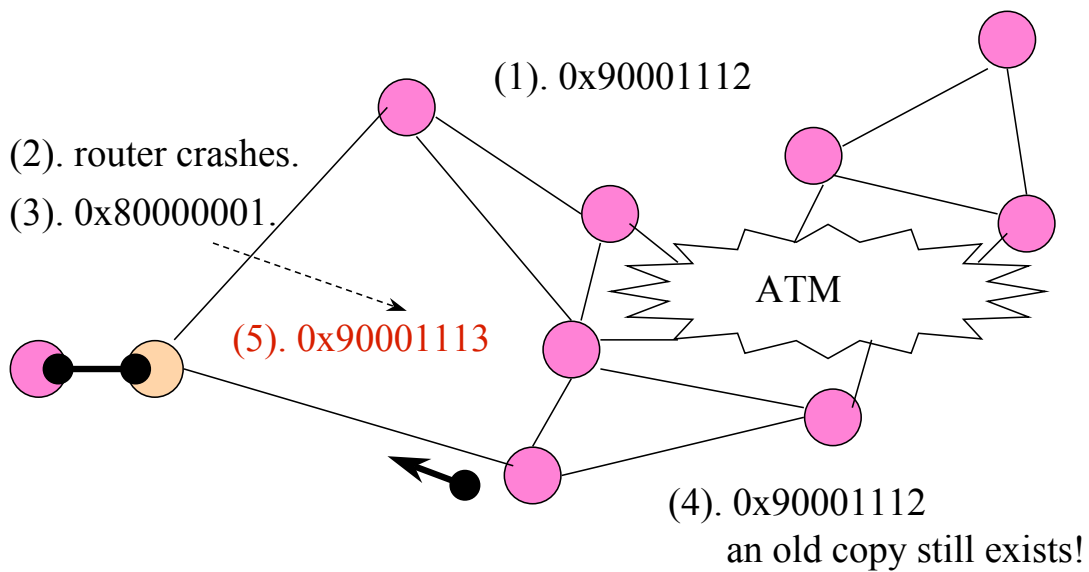 (1). 0x90001112
(2). router crashes.
(3). 0x80000001.
ATM
(5). 0x90001113
(4). 0x90001112
an old copy still exists!